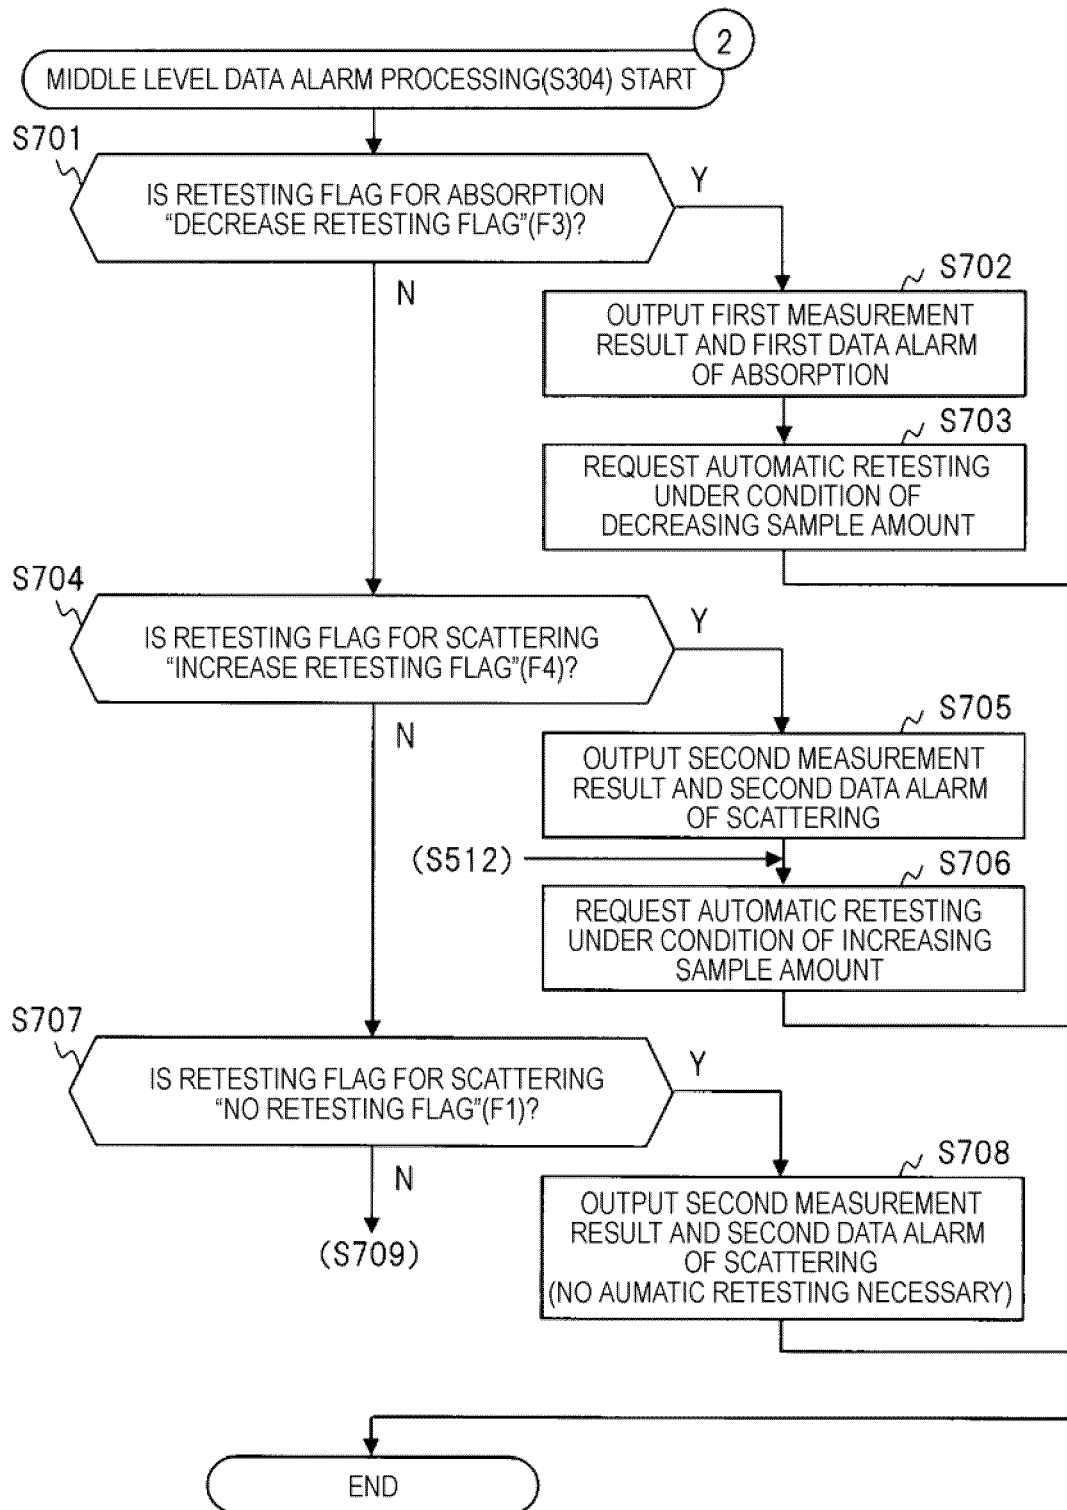 2
MIDDLE LEVEL DATA ALARM PROCESSING(S304) START
S701
IS RETESTING FLAG FOR ABSORPTION
“DECREASE RETESTING FLAG”(F3)?
Y
N
S702
OUTPUT FIRST MEASUREMENT
RESULT AND FIRST DATA ALARM
OF ABSORPTION
S703
REQUEST AUTOMATIC RETESTING
UNDER CONDITION OF
DECREASING SAMPLE AMOUNT
S704
IS RETESTING FLAG FOR SCATTERING
“INCREASE RETESTING FLAG”(F4)?
Y
N
S705
OUTPUT SECOND MEASUREMENT
RESULT AND SECOND DATA ALARM
OF SCATTERING
(S512)
S706
REQUEST AUTOMATIC RETESTING
UNDER CONDITION OF INCREASING
SAMPLE AMOUNT
S707
IS RETESTING FLAG FOR SCATTERING
“NO RETESTING FLAG”(F1)?
Y
N
(S709)
S708
OUTPUT SECOND MEASUREMENT
RESULT AND SECOND DATA ALARM
OF SCATTERING
(NO AUMATIC RETESTING NECESSARY)
END